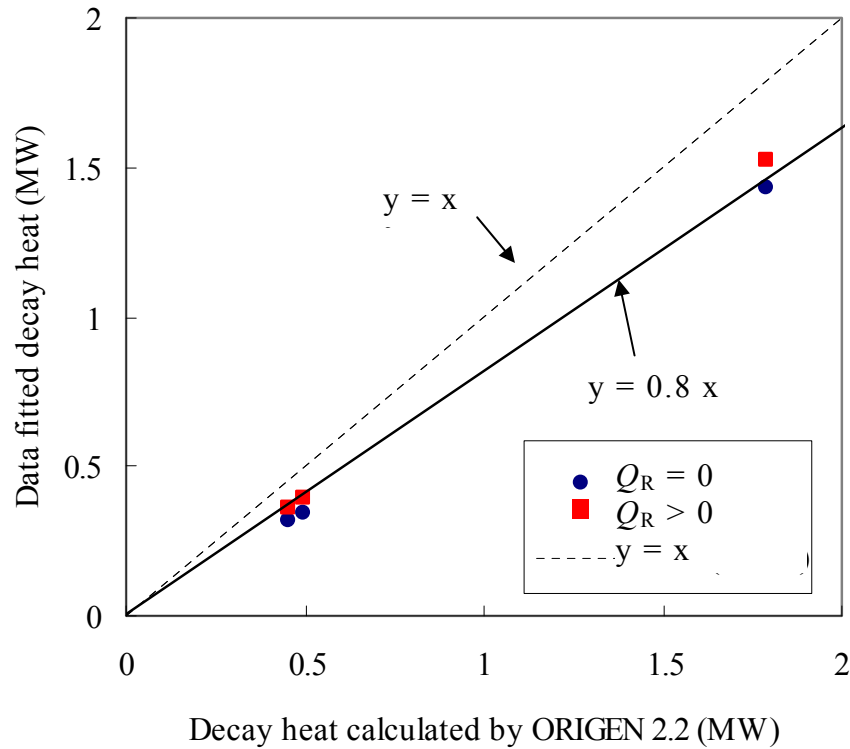 2
1.5
1
0.5
0
Data fitted decay heat (MW)
y = x
y = 0.8 x
Q_R = 0
Q_R > 0
y = x
0 0.5 1 1.5 2
Decay heat calculated by ORIGEN 2.2 (MW)